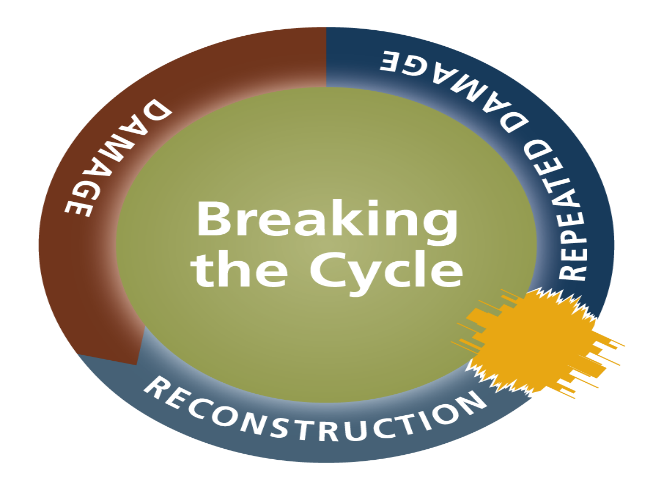 Breaking
the Cycle
DAMAGE
RECONSTRUCTION
REPEATED DAMAGE